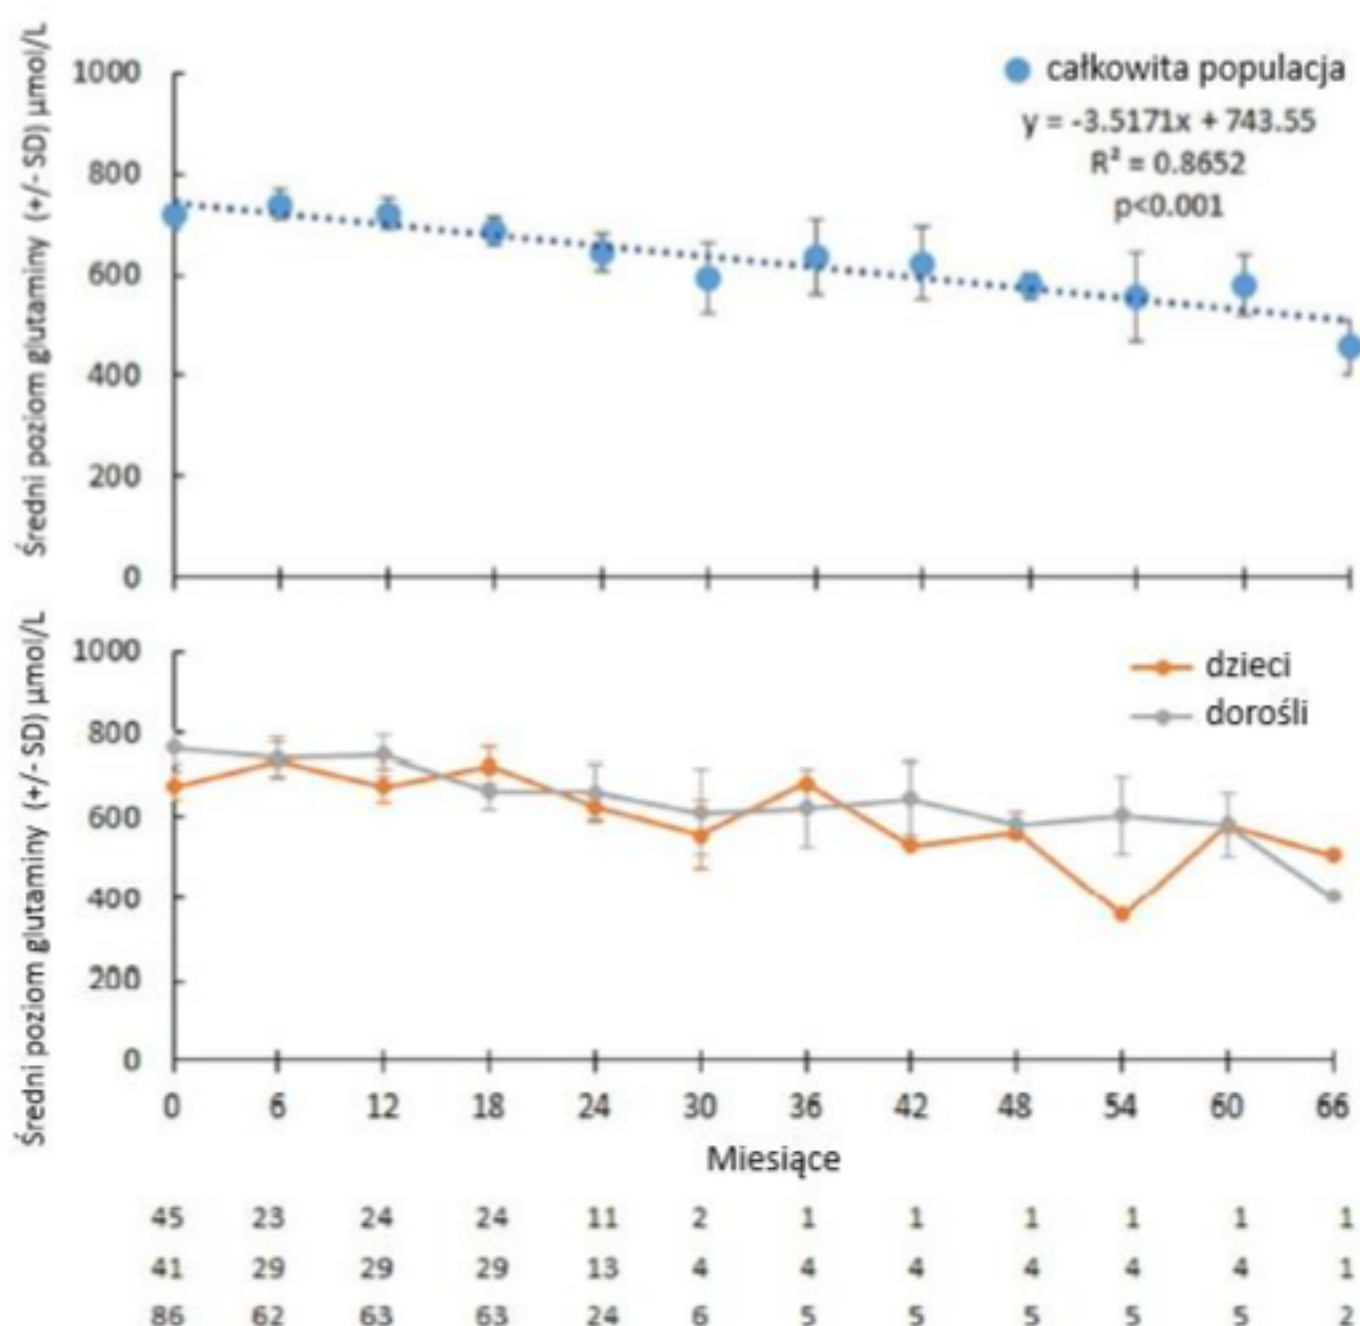 Średni poziom glutaminy (+/- SD) µmol/L
1000
800
600
400
200
0
całkowita populacja
y = -3.5171x + 743.55
R² = 0.8652
p<0.001
Średni poziom glutaminy (+/- SD) µmol/L
1000
800
600
400
200
0
dzieci
dorośli
0 6 12 18 24 30 36 42 48 54 60 66
Miesiące
45 23 24 24 11 2 1 1 1 1 1 1
41 29 29 29 13 4 4 4 4 4 4 1
86 62 63 63 24 6 5 5 5 5 5 2